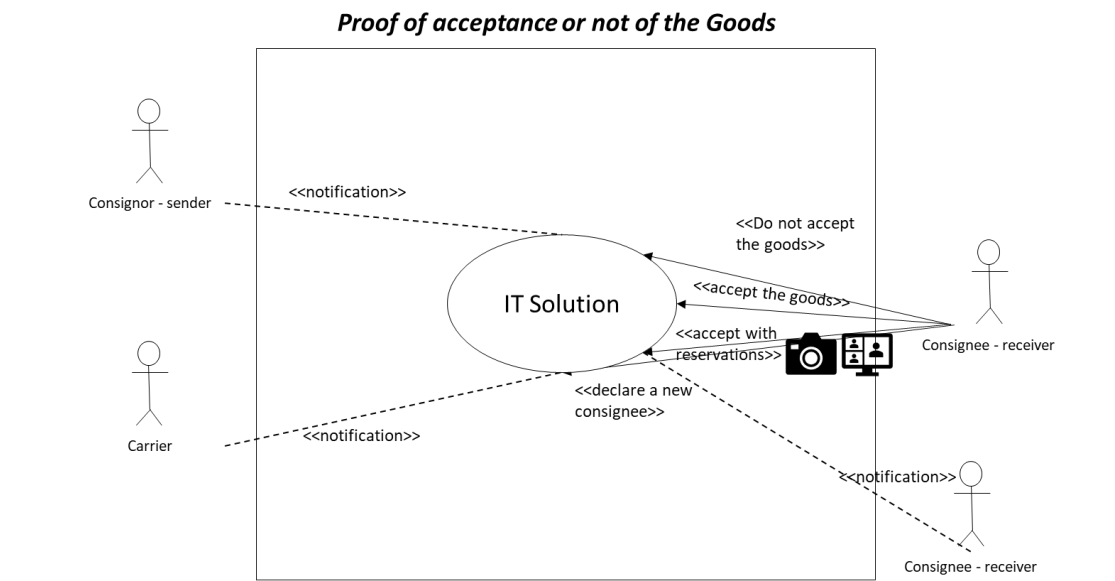 Proof of acceptance or not of the Goods
<<notification>>
Consignor - sender
<<Do not accept
the goods>>
<<accept the goods>>
IT Solution
<<accept with
reservations>>
Consignee - receiver
<<declare a new
consignee>>
<<notification>>
Carrier
<<notification>>
Consignee - receiver